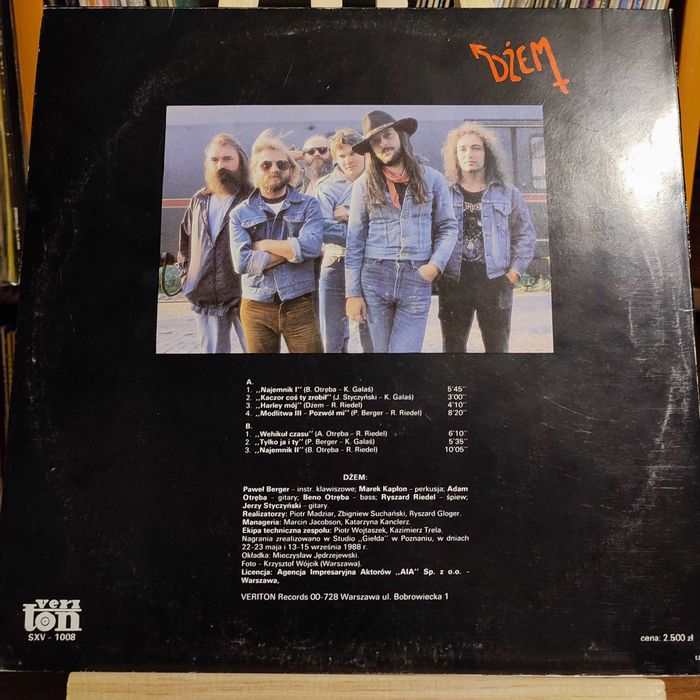 DŻEM
A.
1. „Najemnik I” (B. Otręba – K. Gałaś) 5'45"
2. „Kaczor coś ty zrobił” (J. Styczyński – K. Gałaś) 3'00"
3. „Harley mój” (Dżem – R. Riedel) 4'10"
4. „Modlitwa III – Pozwól mi” (P. Berger – R. Riedel) 8'20"
B.
1. „Wehikuł czasu” (A. Otręba – R. Riedel) 6'10"
2. „Tylko ja i ty” (P. Berger – K. Gałaś) 5'35"
3. „Najemnik II” (B. Otręba – R. Riedel) 10'05"
DŻEM:
Paweł Berger – instr. klawiszowe; Marek Kapłon – perkusja; Adam
Otręba – gitary; Beno Otręba – bass; Ryszard Riedel – śpiew;
Jerzy Styczyński – gitary.
Realizatorzy: Piotr Madziar, Zbigniew Suchański, Ryszard Gloger.
Manageria: Marcin Jacobson, Katarzyna Kanclerz.
Ekipa techniczna zespołu: Piotr Wojtaszek, Kazimierz Trela.
Nagrania zrealizowano w Studio „Giełda” w Poznaniu, w dniach
22-23 maja i 13-15 września 1988 r.
Okładka: Mieczysław Jędrzejewski.
Foto – Krzysztof Wójcik (Warszawa).
Licencja: Agencja Impresaryjna Aktorów „AIA” Sp. z o.o. -
Warszawa,
VERITON Records 00-728 Warszawa ul. Bobrowiecka 1
veriton
SXV - 1008
cena: 2.500 zł